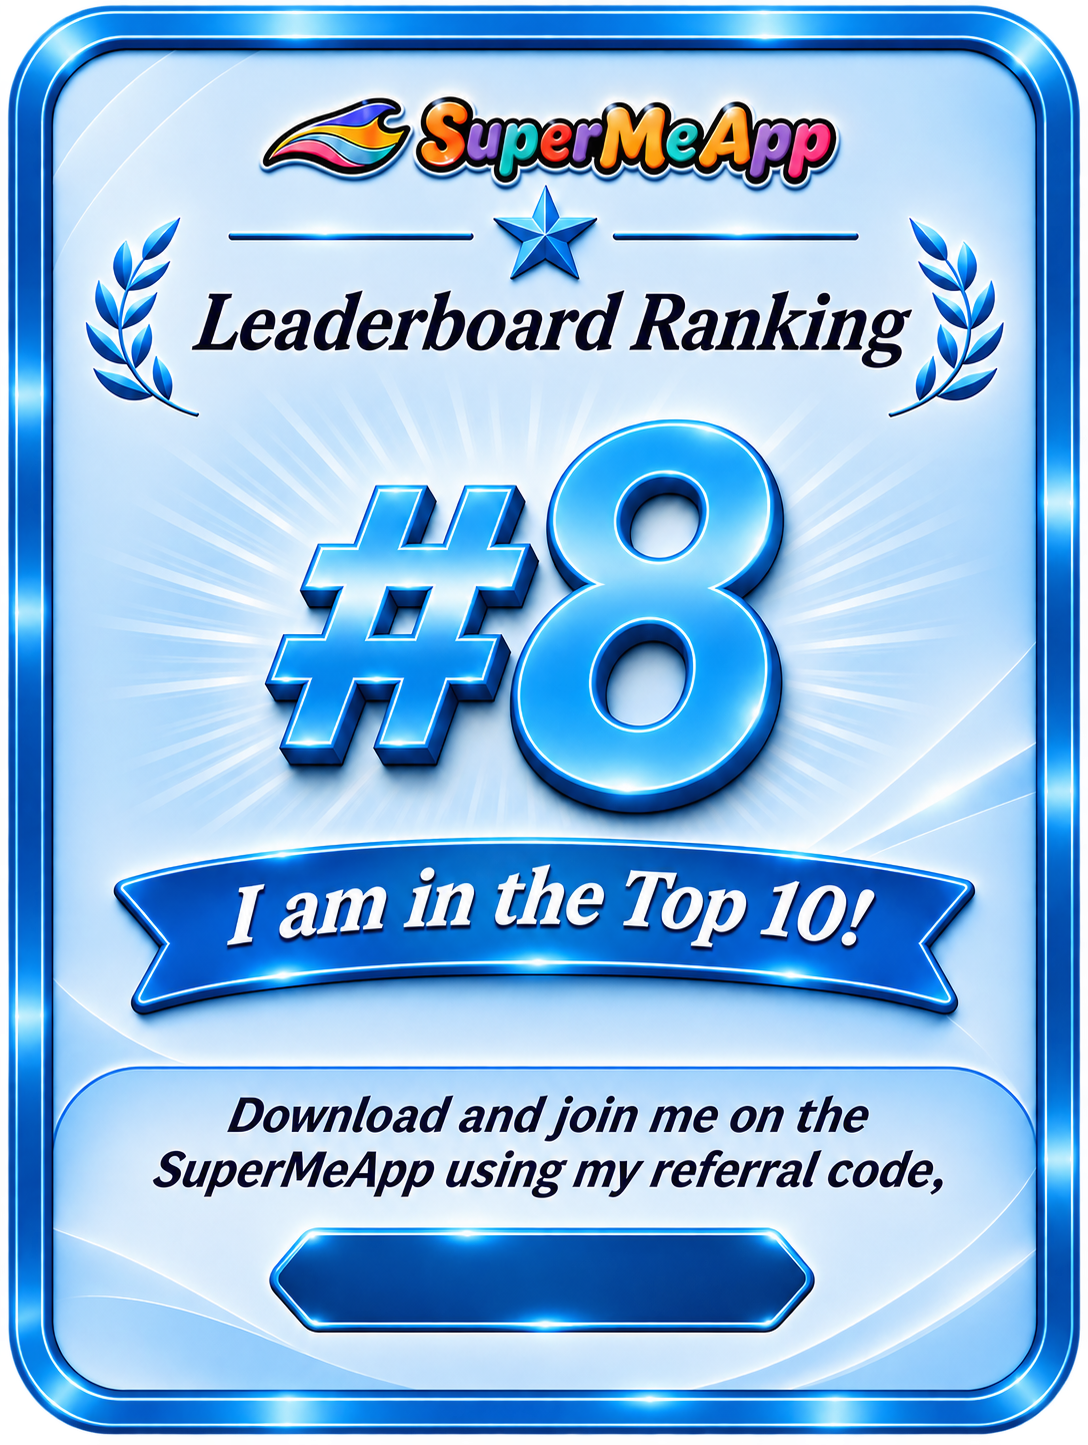 SuperMeApp
Leaderboard Ranking
#8
I am in the Top 10!
Download and join me on the
SuperMeApp using my referral code,